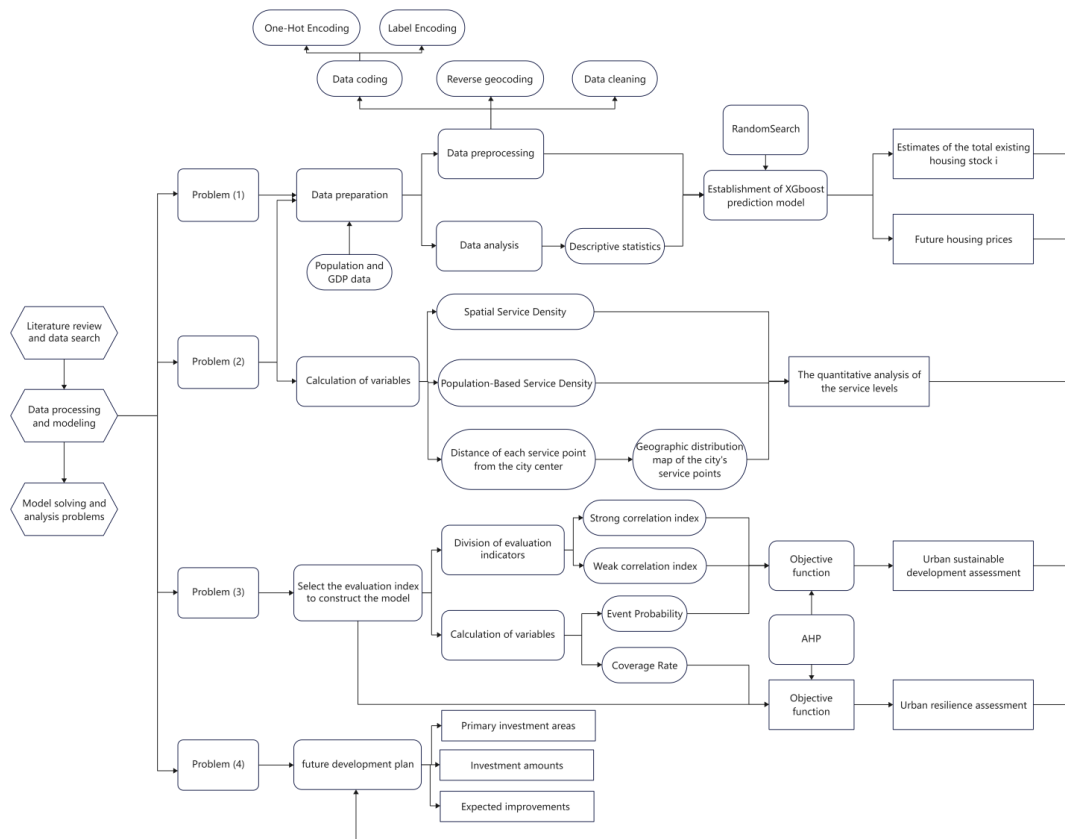 One-Hot Encoding
Label Encoding
Data coding
Reverse geocoding
Data cleaning
RandomSearch
Data preprocessing
Estimates of the total existing
housing stock i
Problem (1)
Data preparation
Establishment of XGboost
prediction model
Data analysis
Descriptive statistics
Future housing prices
Population and
GDP data
Literature review
and data search
Spatial Service Density
Problem (2)
Calculation of variables
Population-Based Service Density
The quantitative analysis of
the service levels
Data processing
and modeling
Distance of each service point
from the city center
Geographic distribution
map of the city's
service points
Model solving and
analysis problems
Strong correlation index
Division of evaluation
indicators
Weak correlation index
Objective
function
Urban sustainable
development assessment
Problem (3)
Select the evaluation index
to construct the model
Event Probability
Calculation of variables
AHP
Coverage Rate
Objective
function
Urban resilience assessment
Primary investment areas
Problem (4)
future development plan
Investment amounts
Expected improvements